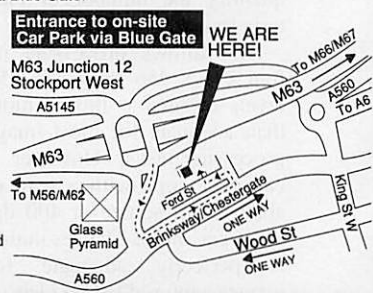 Entrance to on-site
Car Park via Blue Gate
WE ARE
HERE!
M63 Junction 12
Stockport West
A5145
To M66/M67
M63
A560
To A6
M63
To M56/M62
Glass
Pyramid
Ford St
Brinksway/Chestergate
ONE WAY
King St W
Wood St
ONE WAY
A560